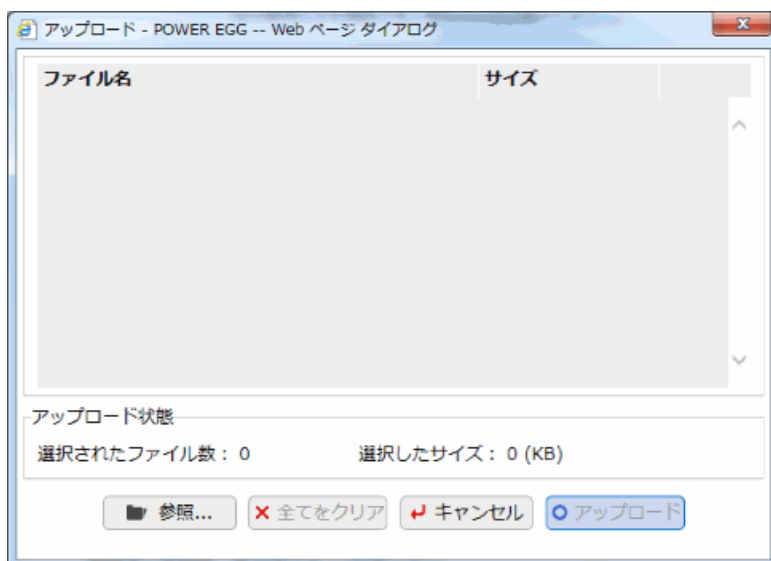 アップロード - POWER EGG -- Web ページ ダイアログ
ファイル名 サイズ
アップロード状態
選択されたファイル数： 0 選択したサイズ： 0 (KB)
参照... 全てをクリア キャンセル アップロード